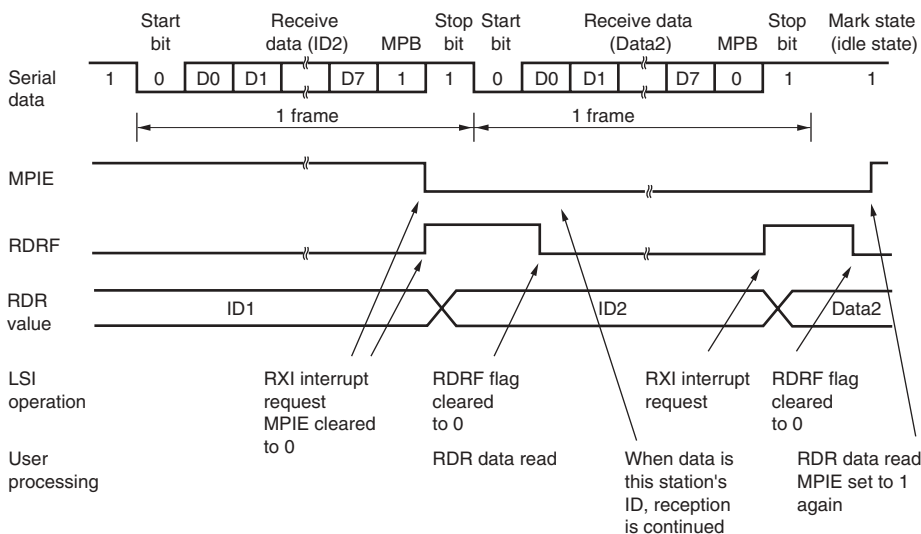 Start bit
Receive data (ID2)
MPB
Stop bit
Start bit
Receive data (Data2)
MPB
Stop bit
Mark state (idle state)
Serial data
1 0 D0 D1 D7 1 1 0 D0 D1 D7 0 1 1
1 frame
1 frame
MPIE
RDRF
RDR value
ID1
ID2
Data2
LSI operation
RXI interrupt
request
MPIE cleared
to 0
RDRF flag
cleared
to 0
RXI interrupt
request
RDRF flag
cleared
to 0
User processing
RDR data read
When data is
this station's
ID, reception
is continued
RDR data read
MPIE set to 1
again